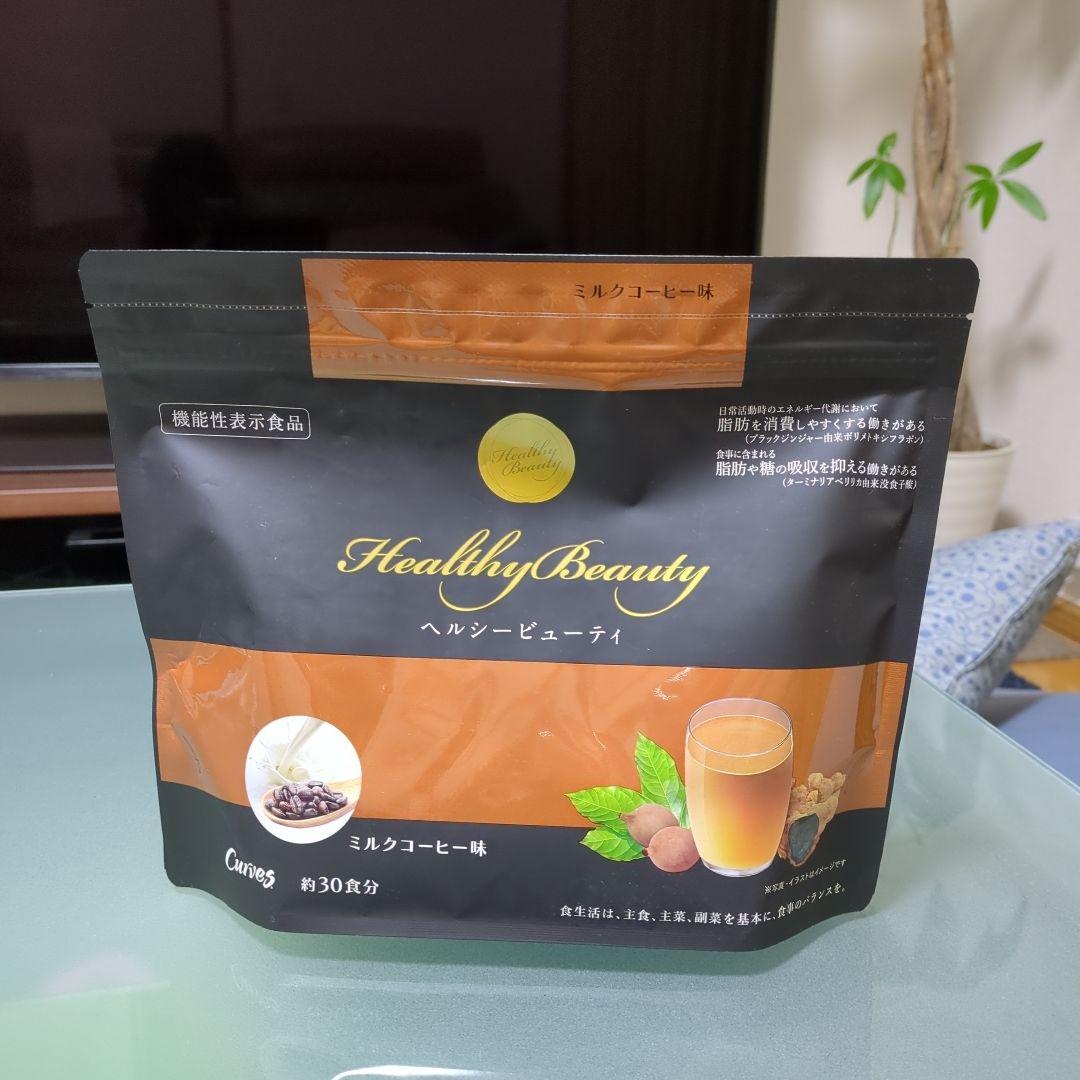 ミルクコーヒー味
機能性表示食品
日常活動時のエネルギー代謝において
脂肪を消費しやすくする働きがある
(ブラックジンジャー由来ポリメトキシフラボン)
食事に含まれる
脂肪や糖の吸収を抑える働きがある
(ターミナリアベリリカ由来没食子酸)
Healthy
Beauty
Healthy Beauty
ヘルシービューティ
ミルクコーヒー味
Curves
約30食分
※写真・イラストはイメージです
食生活は、主食、主菜、副菜を基本に、食事のバランスを。